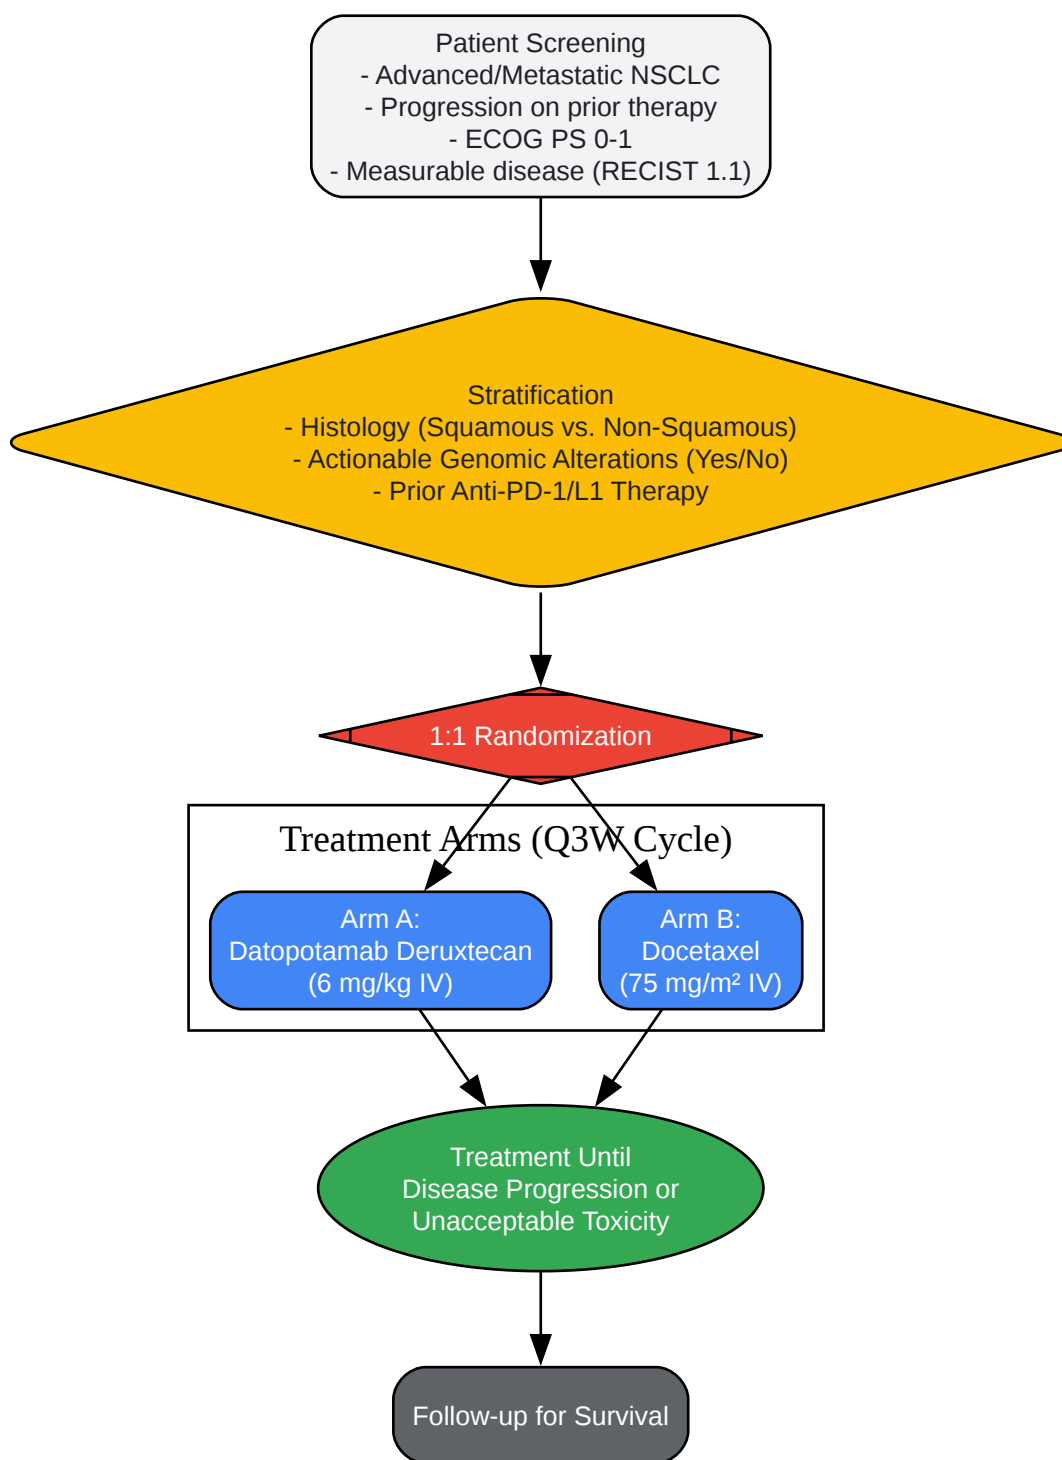 Patient Screening
- Advanced/Metastatic NSCLC
- Progression on prior therapy
- ECOG PS 0-1
- Measurable disease (RECIST 1.1)
Stratification
- Histology (Squamous vs. Non-Squamous)
- Actionable Genomic Alterations (Yes/No)
- Prior Anti-PD-1/L1 Therapy
1:1 Randomization
Treatment Arms (Q3W Cycle)
Arm A:
Datopotamab Deruxtecan
(6 mg/kg IV)
Arm B:
Docetaxel
(75 mg/m² IV)
Treatment Until
Disease Progression or
Unacceptable Toxicity
Follow-up for Survival